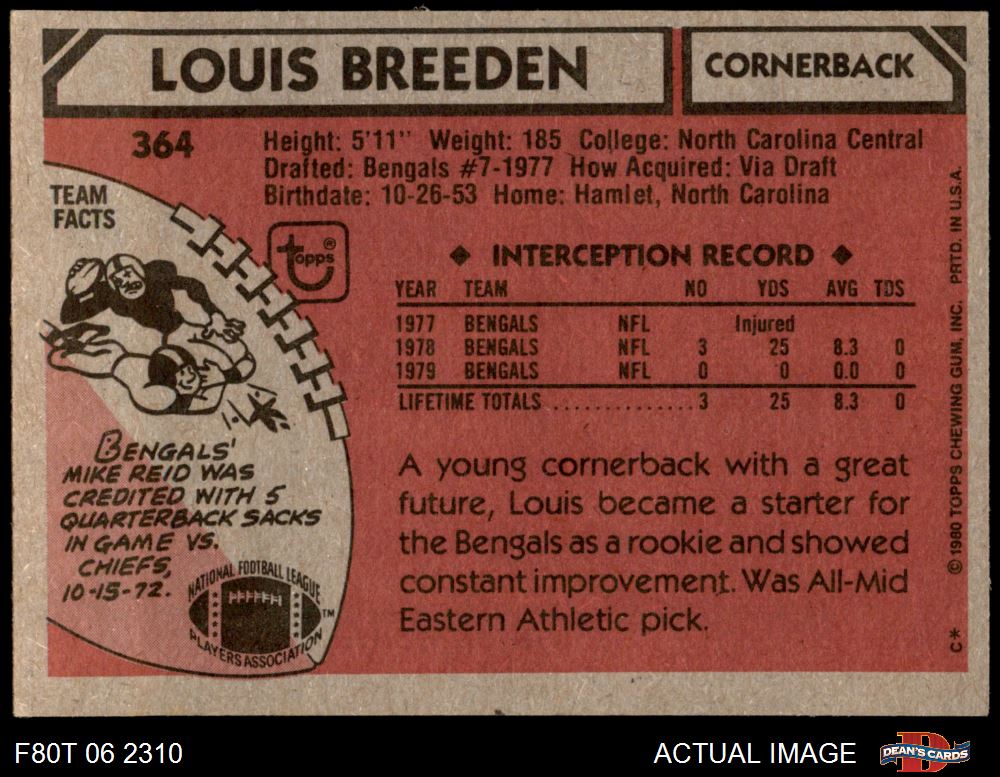 LOUIS BREEDEN
CORNERBACK
364
Height: 5'11" Weight: 185 College: North Carolina Central
Drafted: Bengals #7-1977 How Acquired: Via Draft
Birthdate: 10-26-53 Home: Hamlet, North Carolina
TEAM
FACTS
topps®
◆ INTERCEPTION RECORD ◆
YEAR TEAM NO YDS AVG TDS
1977 BENGALS NFL Injured
1978 BENGALS NFL 3 25 8.3 0
1979 BENGALS NFL 0 0 0.0 0
LIFETIME TOTALS ................ 3 25 8.3 0
A young cornerback with a great
future, Louis became a starter for
the Bengals as a rookie and showed
constant improvement. Was All-Mid
Eastern Athletic pick.
BENGALS'
MIKE REID WAS
CREDITED WITH 5
QUARTERBACK SACKS
IN GAME VS.
CHIEFS,
10-15-72.
NATIONAL FOOTBALL LEAGUE
PLAYERS ASSOCIATION
TM
C* © 1980 TOPPS CHEWING GUM, INC. PRTD. IN U.S.A.
F80T 06 2310
ACTUAL IMAGE
DEAN'S CARDS